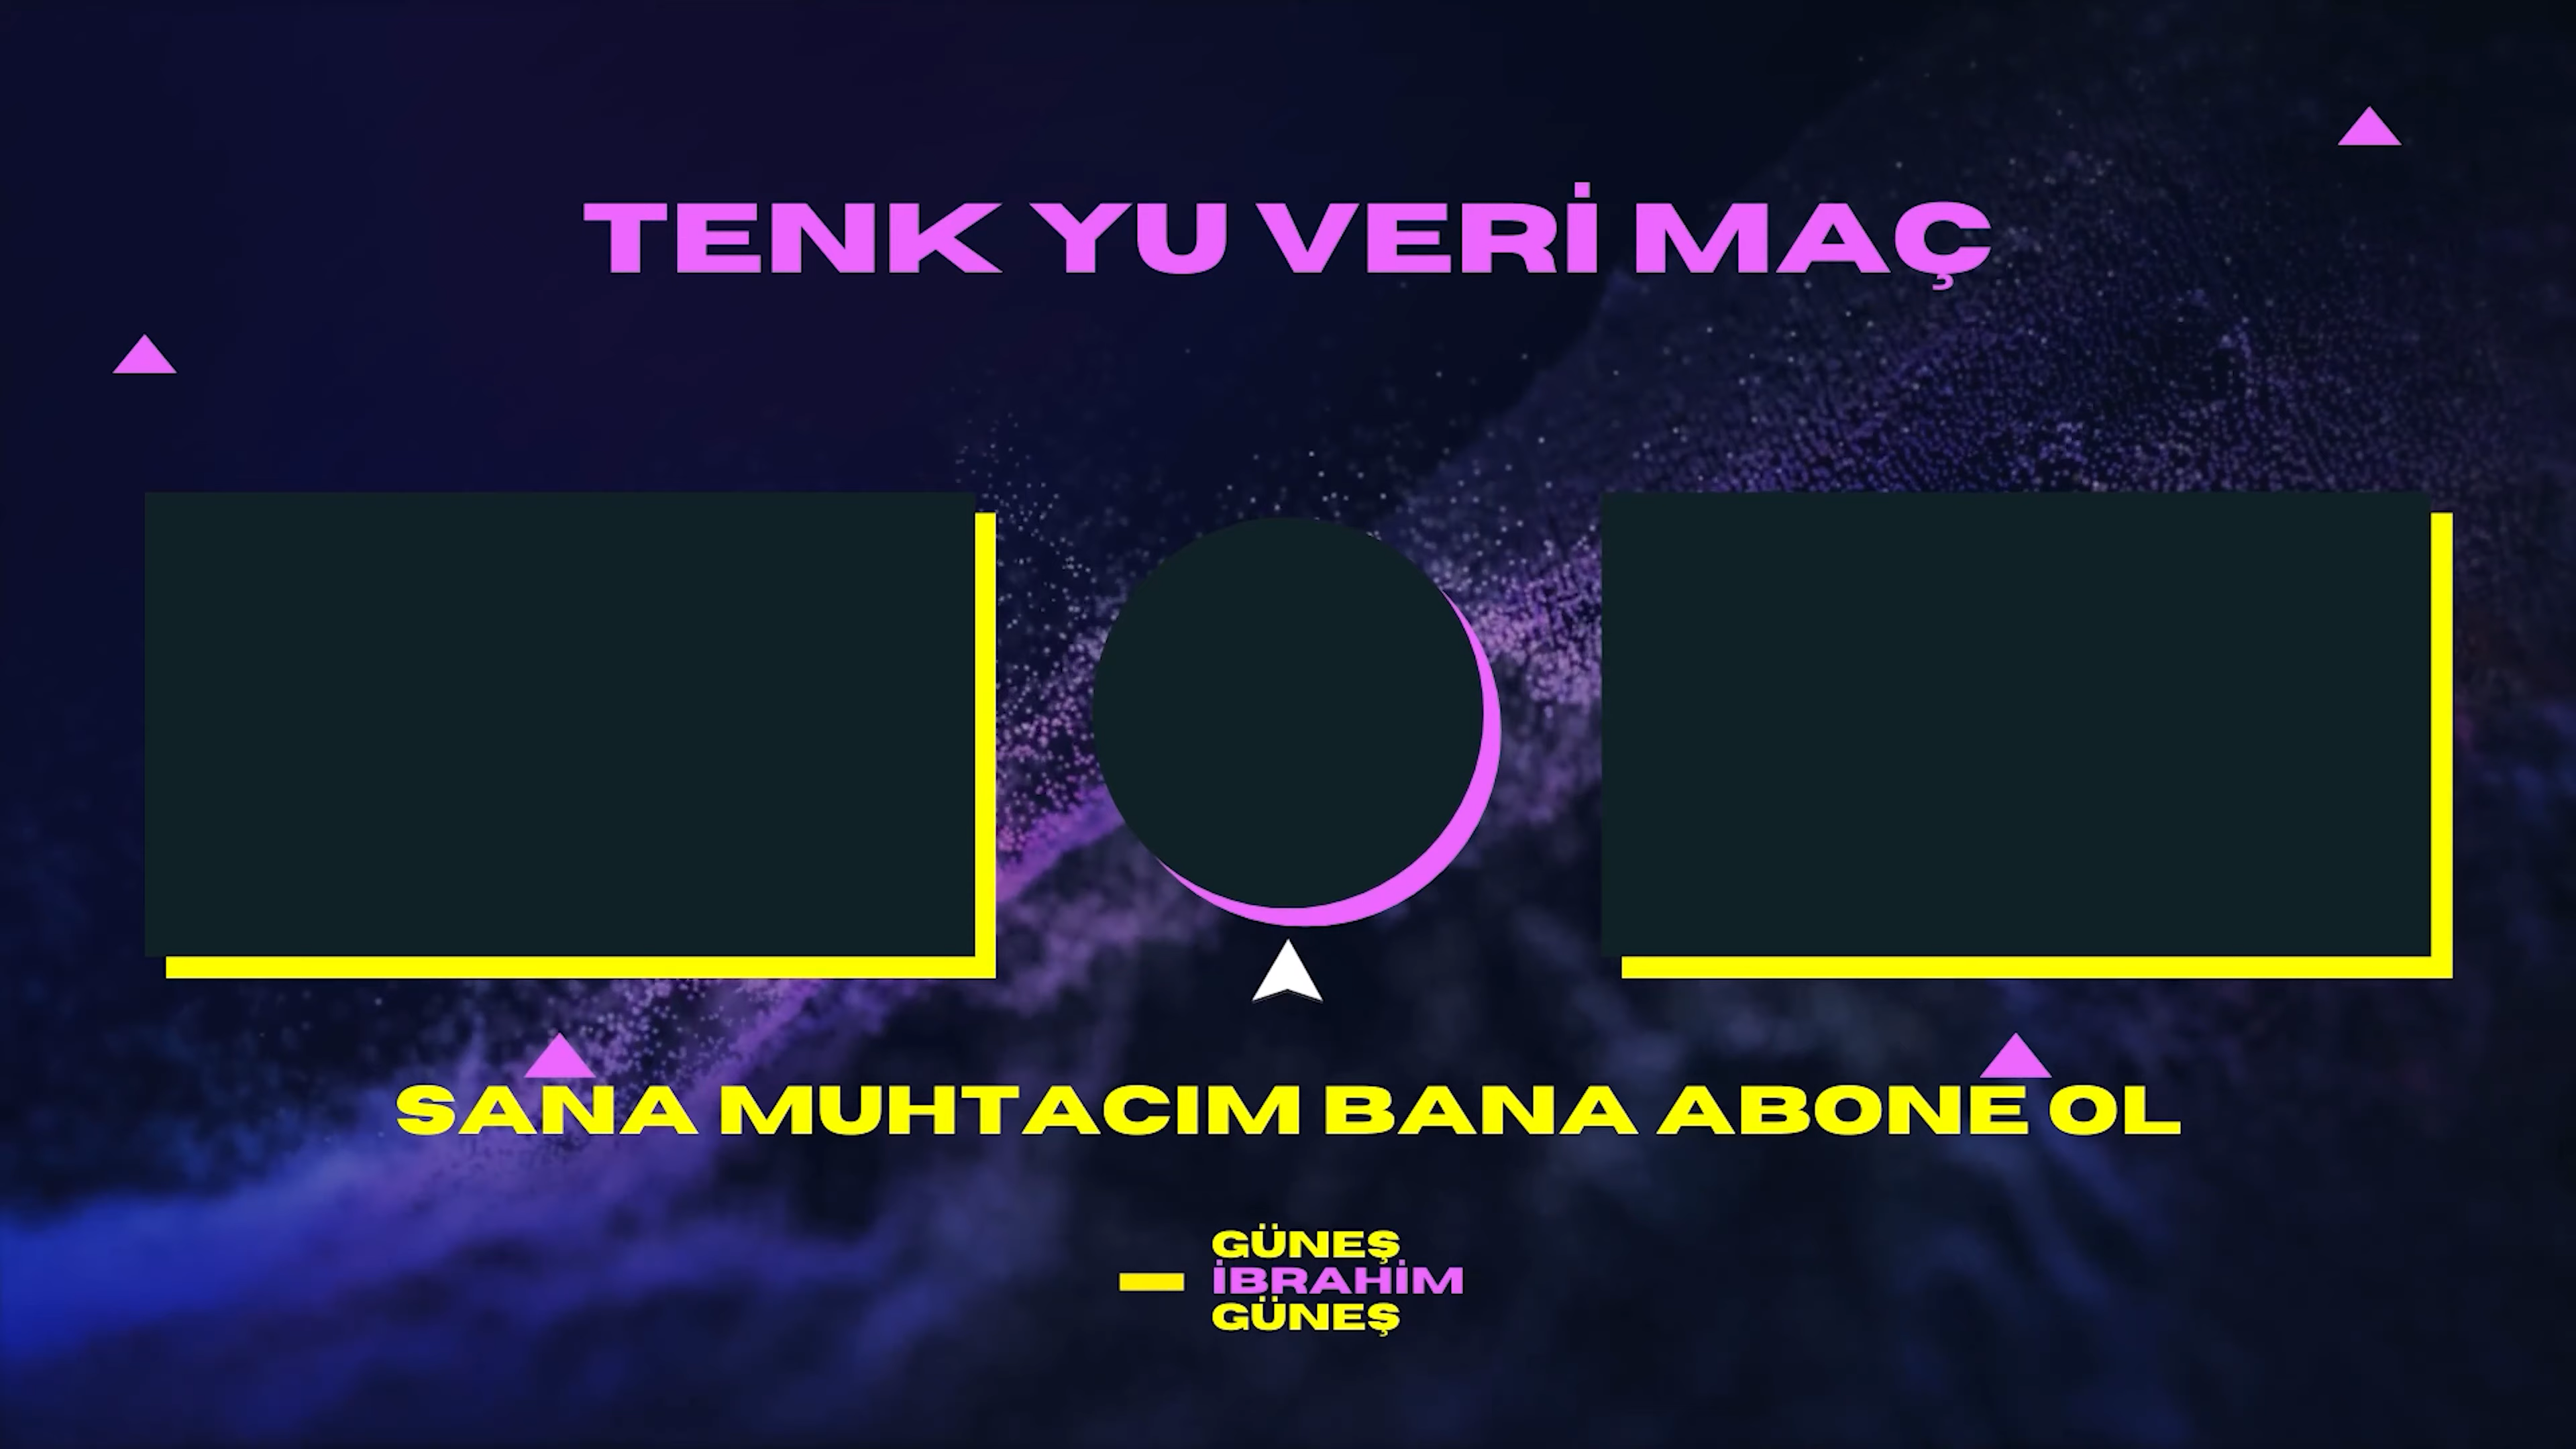 TENK YU VERİ MAÇ
SANA MUHTACIM BANA ABONE OL
GÜNEŞ
İBRAHİM
GÜNEŞ